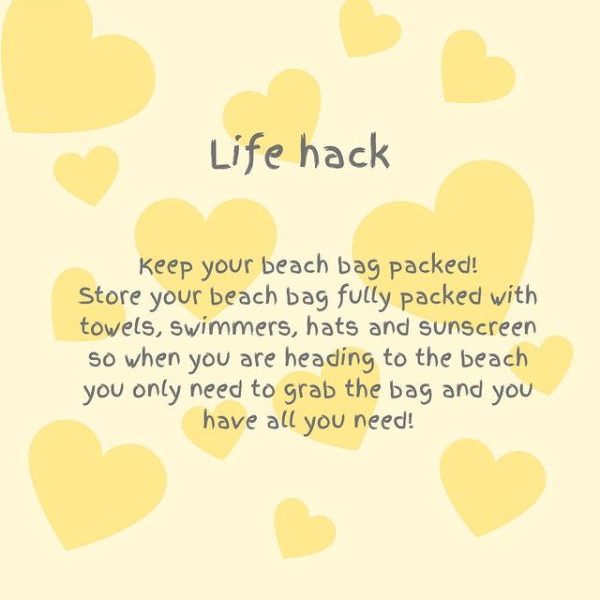 Life hack
Keep your beach bag packed!
Store your beach bag fully packed with
towels, swimmers, hats and sunscreen
so when you are heading to the beach
you only need to grab the bag and you
have all you need!